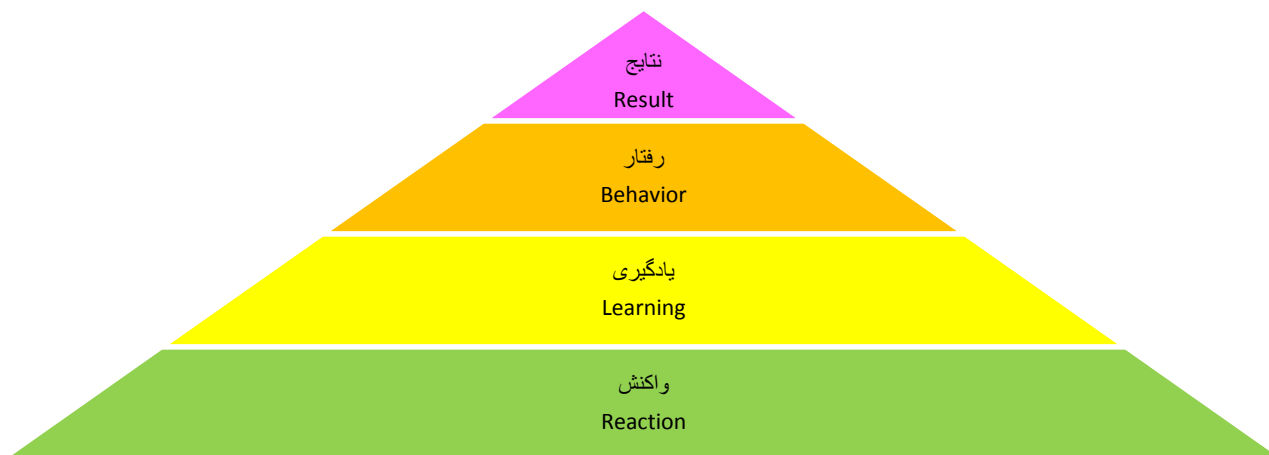 نتایج
Result
رفتار
Behavior
یادگیری
Learning
واکنش
Reaction